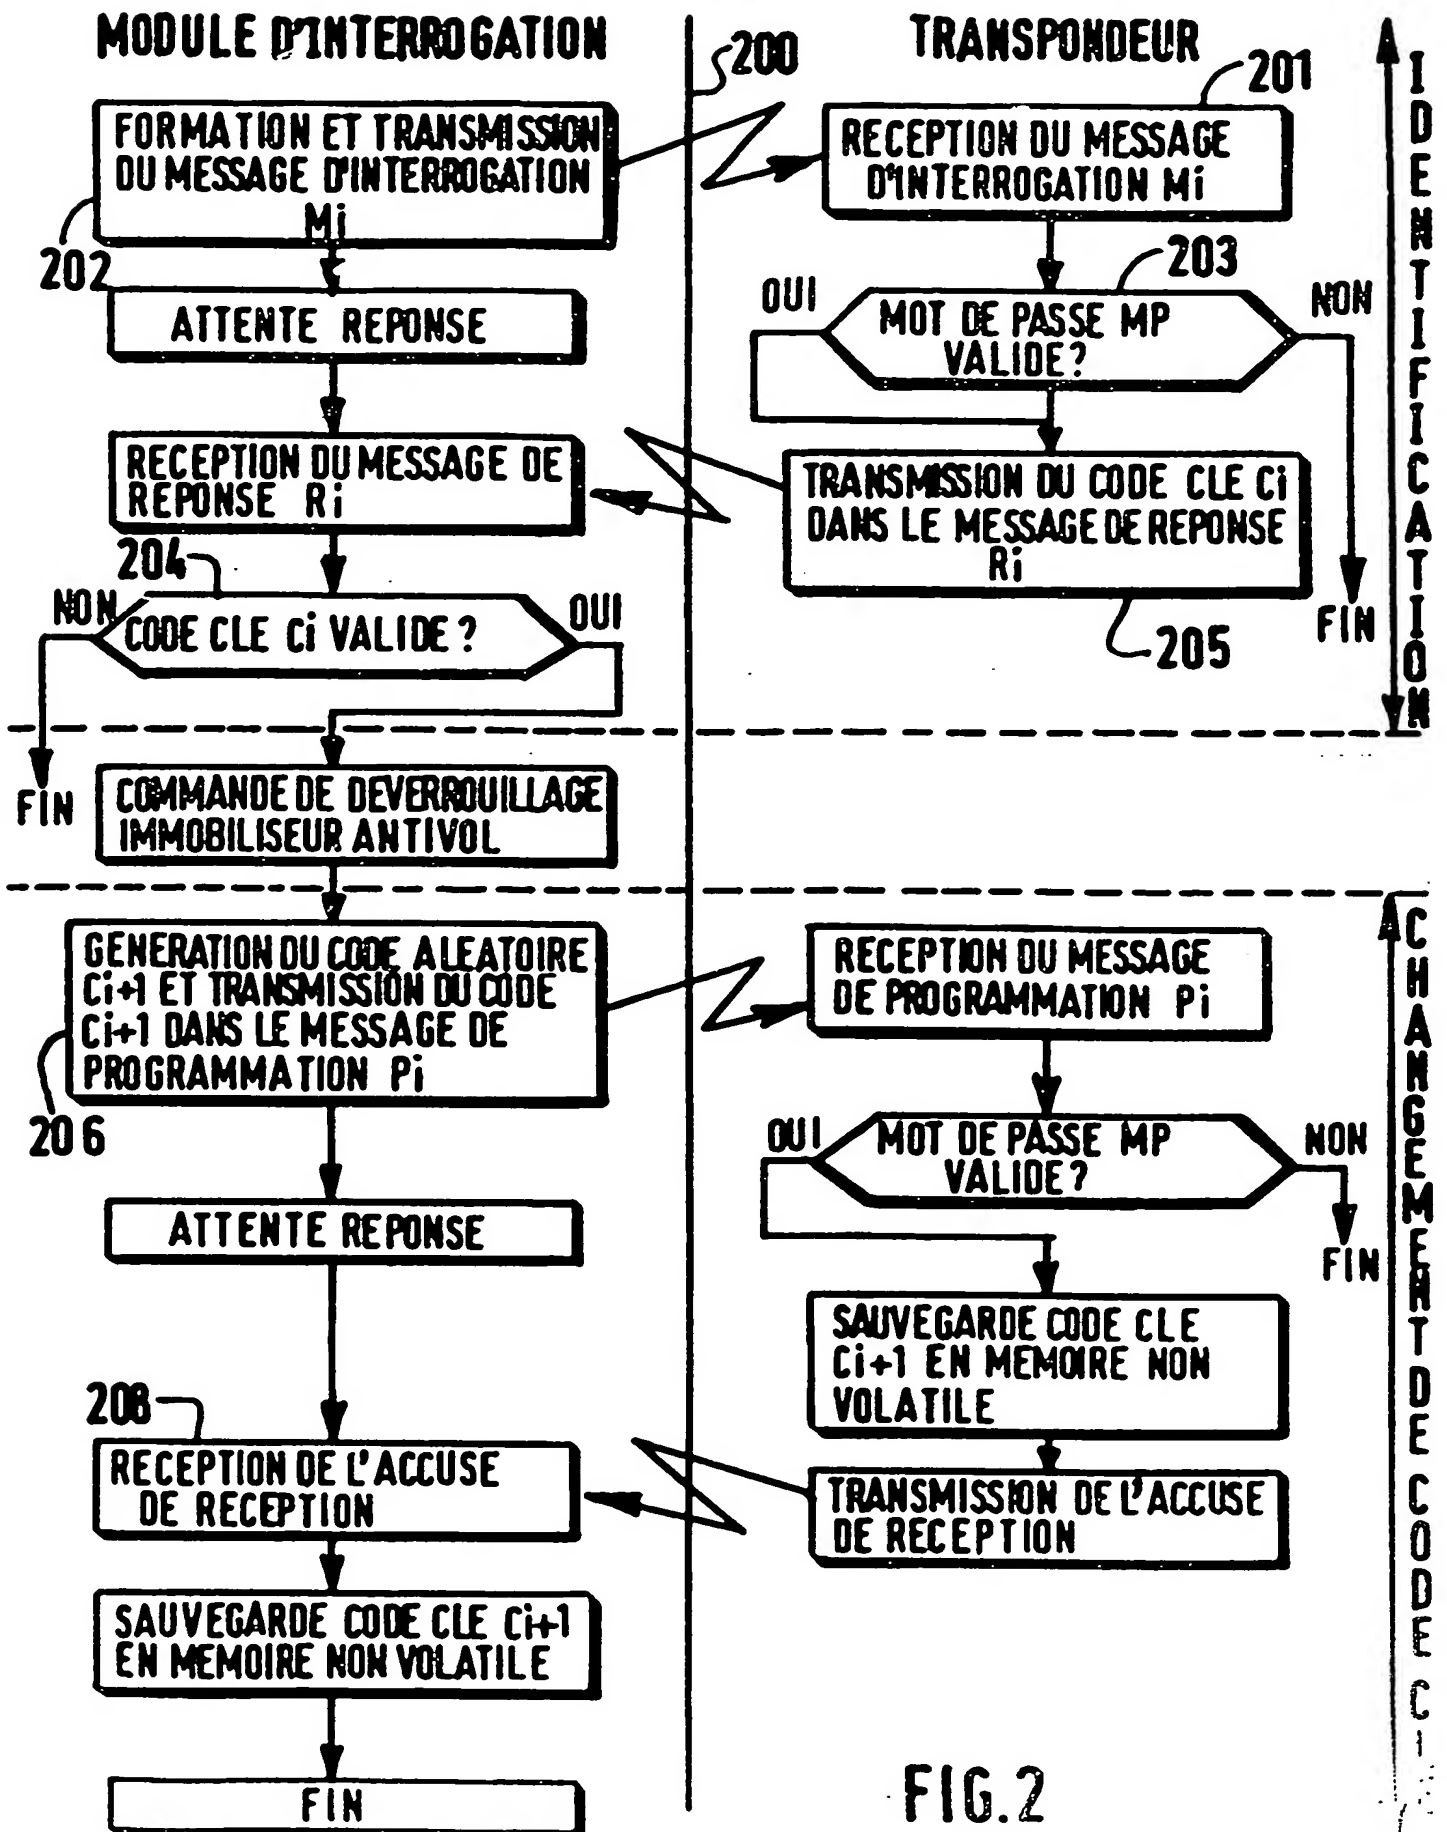 MODULE D'INTERROGATION
TRANSPONDEUR
200
201
FORMATION ET TRANSMISSION
DU MESSAGE D'INTERROGATION
Mi
202
RECEPTION DU MESSAGE
D'INTERROGATION Mi
203
ATTENTE REPONSE
OUI
MOT DE PASSE MP
VALIDE?
NON
RECEPTION DU MESSAGE DE
REPONSE Ri
TRANSMISSION DU CODE CLE Ci
DANS LE MESSAGE DE REPONSE
Ri
FIN
205
204
NON
CODE CLE Ci VALIDE ?
OUI
FIN
IDENTIFICATION
COMMANDE DE DEVERROUILLAGE
IMMOBILISEUR ANTIVOL
GENERATION DU CODE ALEATOIRE
Ci+1 ET TRANSMISSION DU CODE
Ci+1 DANS LE MESSAGE DE
PROGRAMMATION Pi
206
RECEPTION DU MESSAGE
DE PROGRAMMATION Pi
OUI
MOT DE PASSE MP
VALIDE?
NON
FIN
ATTENTE REPONSE
SAUVEGARDE CODE CLE
Ci+1 EN MEMOIRE NON
VOLATILE
208
RECEPTION DE L'ACCUSE
DE RECEPTION
TRANSMISSION DE L'ACCUSE
DE RECEPTION
SAUVEGARDE CODE CLE Ci+1
EN MEMOIRE NON VOLATILE
FIN
CHANGEMENT DE CODE
FIG.2